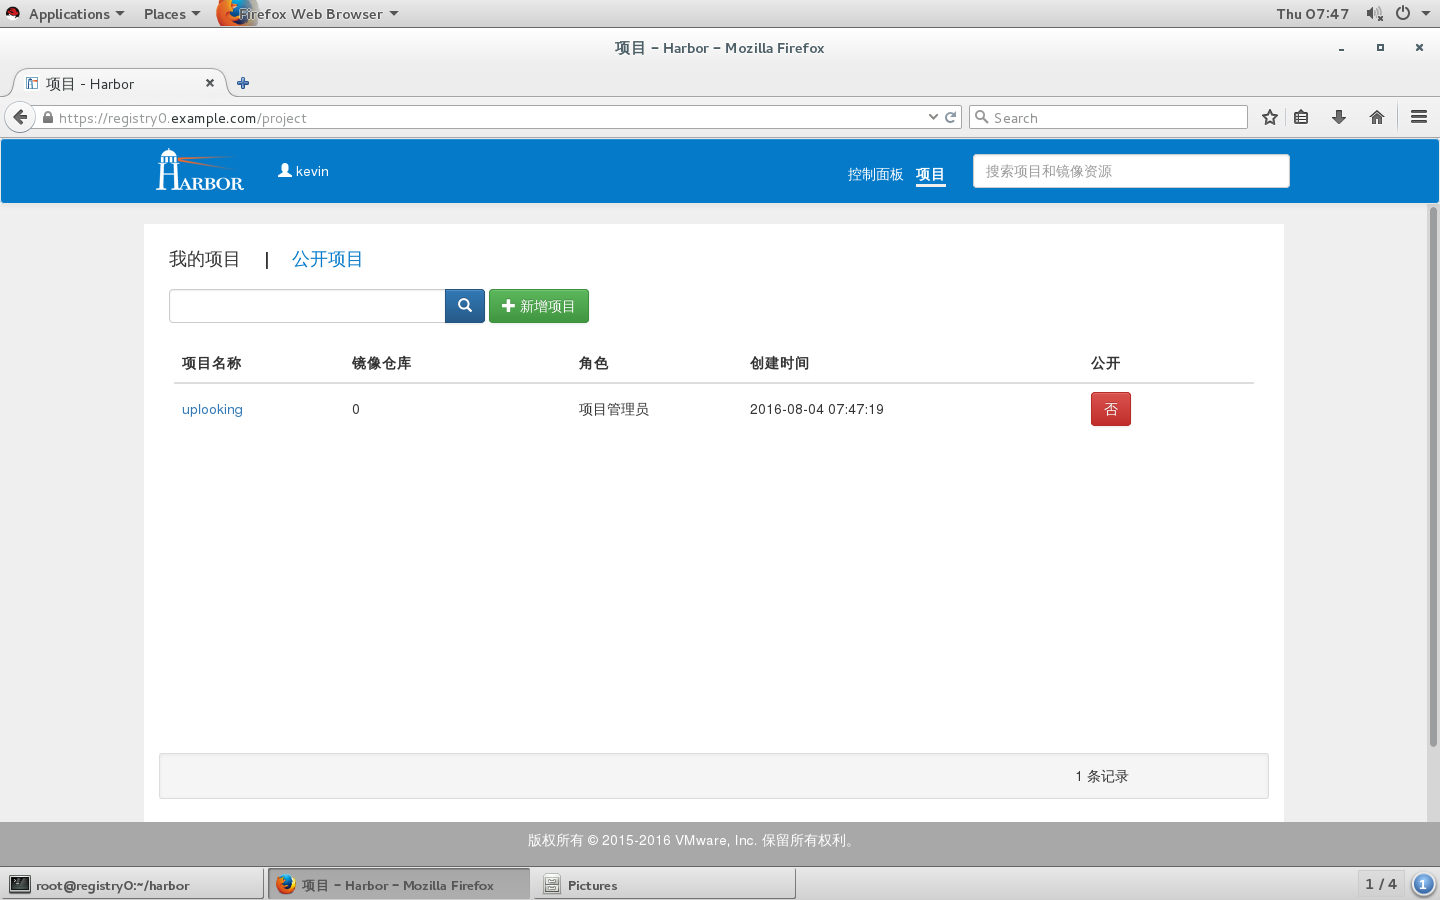 Applications Places Firefox Web Browser Thu 07:47
项目 - Harbor - Mozilla Firefox
项目 - Harbor
https://registry0.example.com/project Search
HARBOR kevin 控制面板 项目 搜索项目和镜像资源
我的项目 | 公开项目
新增项目
项目名称 镜像仓库 角色 创建时间 公开
uplooking 0 项目管理员 2016-08-04 07:47:19 否
1 条记录
版权所有 © 2015-2016 VMware, Inc. 保留所有权利。
root@registry0:~/harbor 项目 - Harbor - Mozilla Firefox Pictures 1 / 4 1